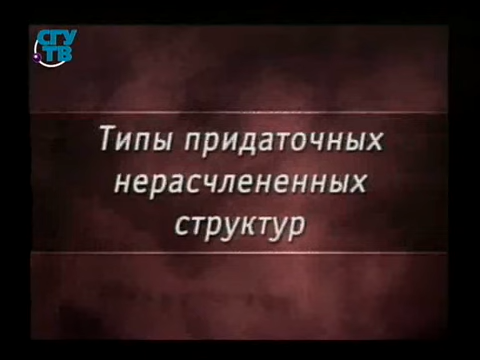 СГУ
ТВ
Типы придаточных
нерасчлененных
структур